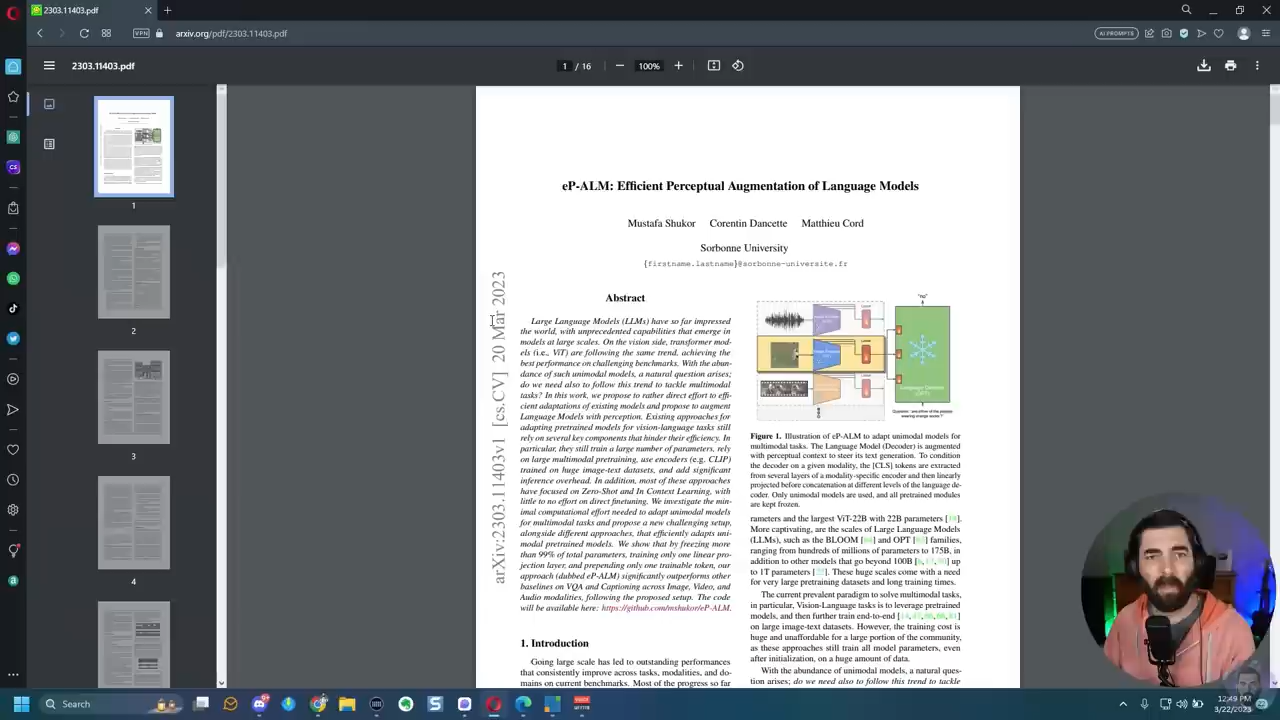 2303.11403.pdf
VPN
arxiv.org/pdf/2303.11403.pdf
AI PROMPTS
2303.11403.pdf
1 / 16
100%
1
2
3
4
arXiv:2303.11403v1 [cs.CV] 20 Mar 2023
eP-ALM: Efficient Perceptual Augmentation of Language Models
Mustafa Shukor Corentin Dancette Matthieu Cord
Sorbonne University
{firstname.lastname}@sorbonne-universite.fr
Abstract
Large Language Models (LLMs) have so far impressed
the world, with unprecedented capabilities that emerge in
models at large scales. On the vision side, transformer mod-
els (i.e., ViT) are following the same trend, achieving the
best performance on challenging benchmarks. With the abun-
dance of such unimodal models, a natural question arises;
do we need also to follow this trend to tackle multimodal
tasks? In this work, we propose to rather direct effort to effi-
cient adaptations of existing models and propose to augment
Language Models with perception. Existing approaches for
adapting pretrained models for vision-language tasks still
rely on several key components that hinder their efficiency. In
particular, they still train a large number of parameters, rely
on large multimodal pretraining, use encoders (e.g. CLIP)
trained on huge image-text datasets, and add significant
inference overhead. In addition, most of these approaches
have focused on Zero-Shot and In Context Learning, with
little to no effort on direct finetuning. We investigate the min-
imal computational effort needed to adapt unimodal models
for multimodal tasks and propose a new challenging setup,
alongside different approaches, that efficiently adapts uni-
modal pretrained models. We show that by freezing more
than 99% of total parameters, training only one linear pro-
jection layer, and prepending only one trainable token, our
approach (dubbed eP-ALM) significantly outperforms other
baselines on VQA and Captioning across Image, Video, and
Audio modalities, following the proposed setup. The code
will be available here: https://github.com/mshukor/eP-ALM.
1. Introduction
Going large scale has led to outstanding performances
that consistently improve across tasks, modalities, and do-
mains on current benchmarks. Most of the progress so far
"no"
Figure 1. Illustration of eP-ALM to adapt unimodal models for
multimodal tasks. The Language Model (Decoder) is augmented
with perceptual context to steer its text generation. To condition
the decoder on a given modality, the [CLS] tokens are extracted
from several layers of a modality-specific encoder and then linearly
projected before concatenation at different levels of the language de-
coder. Only unimodal models are used, and all pretrained modules
are kept frozen.
rameters and the largest ViT-22B with 22B parameters [
].
More captivating, are the scales of Large Language Models
(LLMs), such as the BLOOM [ ] and OPT [ ] families,
ranging from hundreds of millions of parameters to 175B, in
addition to other models that go beyond 100B [ ] up
to 1T parameters [ ]. These huge scales come with a need
for very large pretraining datasets and long training times.
The current prevalent paradigm to solve multimodal tasks,
in particular, Vision-Language tasks is to leverage pretrained
models, and then further train end-to-end [ ]
on large image-text datasets. However, the training cost is
huge and unaffordable for a large portion of the community,
as these approaches still train all model parameters, even
after initialization, on a huge amount of data.
With the abundance of unimodal models, a natural ques-
tion arises; do we need also to follow this trend to tackle
Search
12:49 PM
3/22/2023